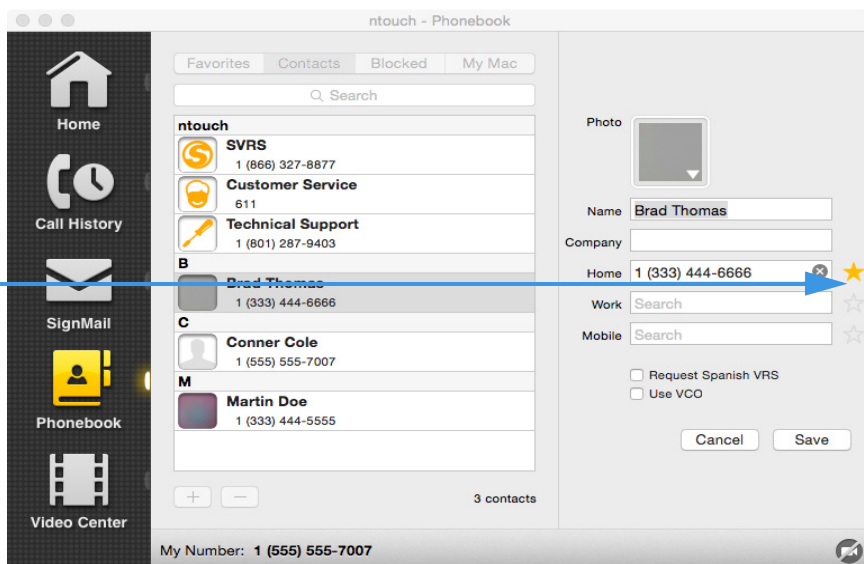 ntouch - Phonebook
Home
Call History
SignMail
Phonebook
Video Center
Favorites Contacts Blocked My Mac
Search
ntouch
SVRS
1 (866) 327-8877
Customer Service
611
Technical Support
1 (801) 287-9403
B
Brad Thomas
1 (333) 444-6666
C
Conner Cole
1 (555) 555-7007
M
Martin Doe
1 (333) 444-5555
3 contacts
Photo
Name Brad Thomas
Company
Home 1 (333) 444-6666
Work Search
Mobile Search
Request Spanish VRS
Use VCO
Cancel Save
My Number: 1 (555) 555-7007